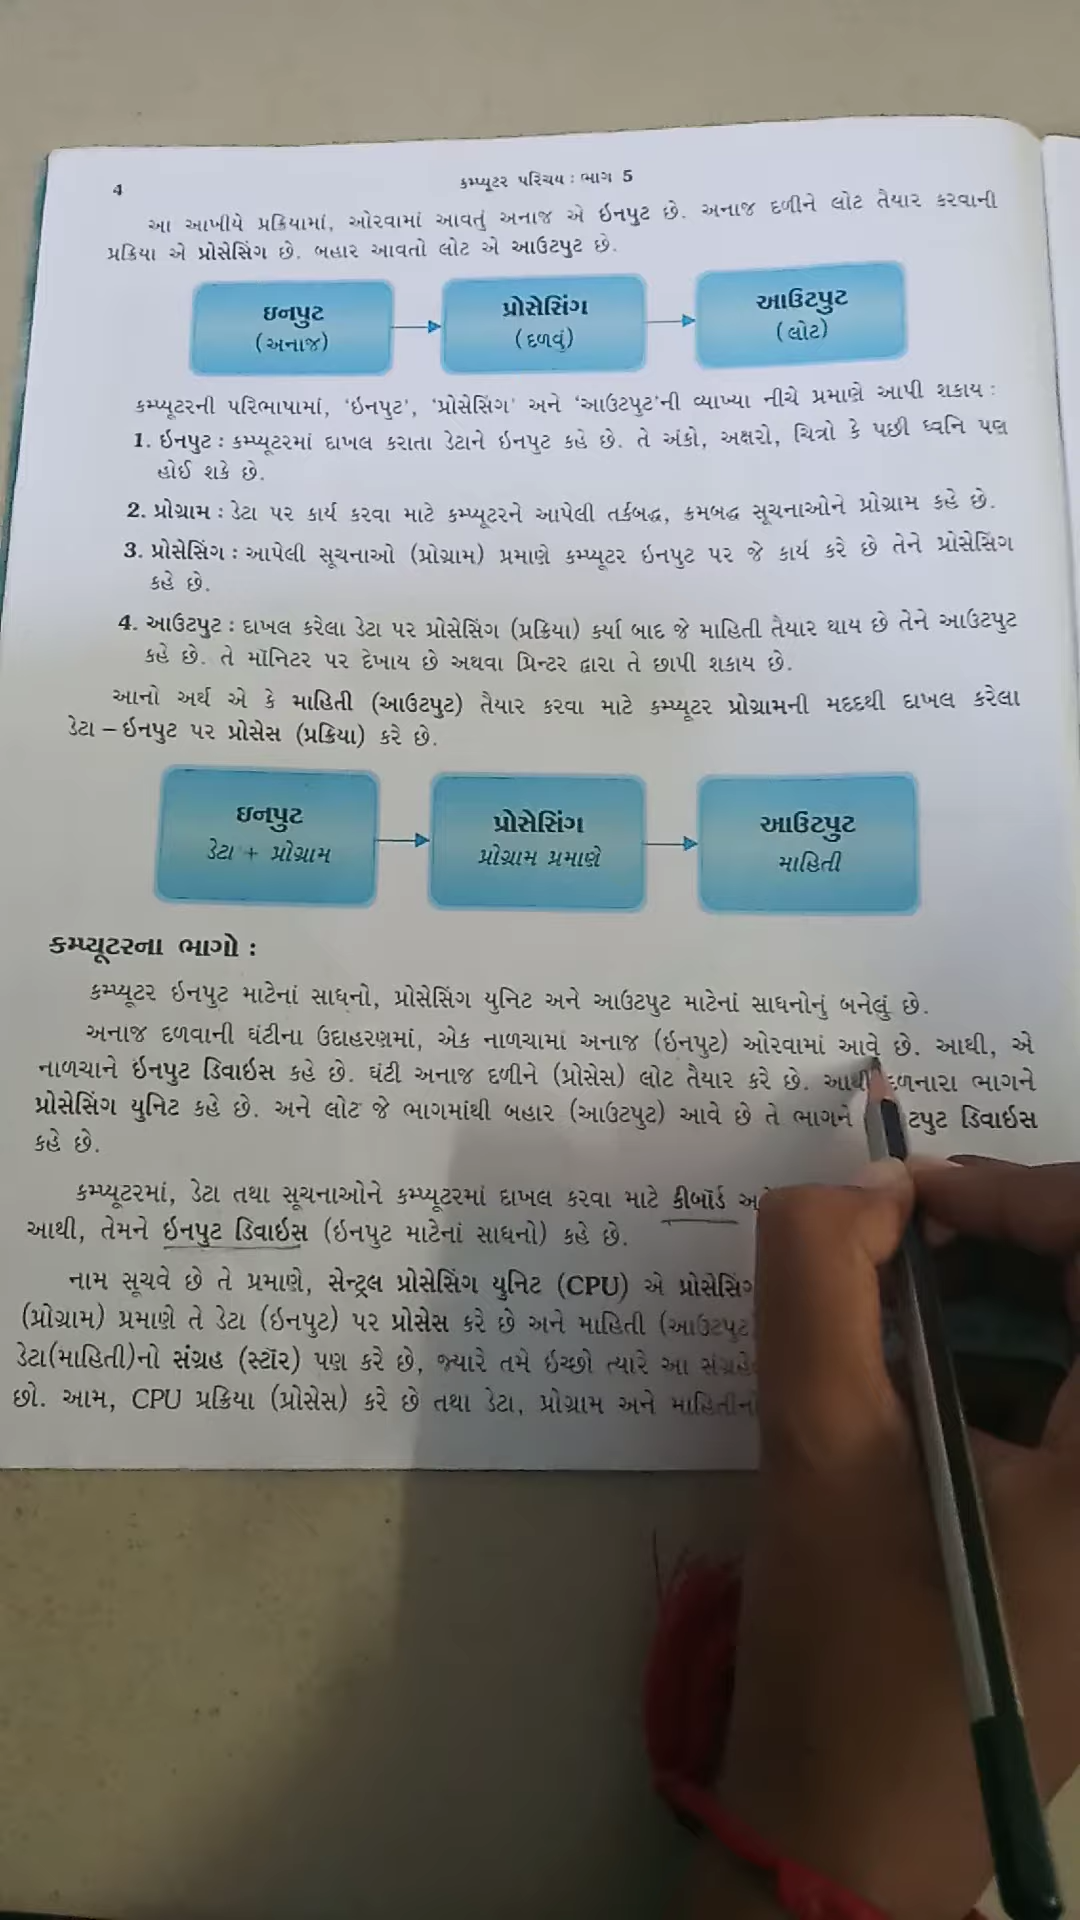 4
કમ્પ્યૂટર પરિચય : ભાગ 5
આ આખીયે પ્રક્રિયામાં, ઓરવામાં આવતું અનાજ એ ઇનપુટ છે. અનાજ દળીને લોટ તૈયાર કરવાની
પ્રક્રિયા એ પ્રોસેસિંગ છે. બહાર આવતો લોટ એ આઉટપુટ છે.
ઇનપુટ
(અનાજ)
પ્રોસેસિંગ
(દળવું)
આઉટપુટ
(લોટ)
કમ્પ્યૂટરની પરિભાષામાં, ‘ઇનપુટ’, ‘પ્રોસેસિંગ’ અને ‘આઉટપુટ’ની વ્યાખ્યા નીચે પ્રમાણે આપી શકાય :
1. ઇનપુટ : કમ્પ્યૂટરમાં દાખલ કરાતા ડેટાને ઇનપુટ કહે છે. તે અંકો, અક્ષરો, ચિત્રો કે પછી ધ્વનિ પણ
હોઈ શકે છે.
2. પ્રોગ્રામ : ડેટા પર કાર્ય કરવા માટે કમ્પ્યૂટરને આપેલી તર્કબદ્ધ, ક્રમબદ્ધ સૂચનાઓને પ્રોગ્રામ કહે છે.
3. પ્રોસેસિંગ : આપેલી સૂચનાઓ (પ્રોગ્રામ) પ્રમાણે કમ્પ્યૂટર ઇનપુટ પર જે કાર્ય કરે છે તેને પ્રોસેસિંગ
કહે છે.
4. આઉટપુટ : દાખલ કરેલા ડેટા પર પ્રોસેસિંગ (પ્રક્રિયા) કર્યા બાદ જે માહિતી તૈયાર થાય છે તેને આઉટપુટ
કહે છે. તે મૉનિટર પર દેખાય છે અથવા પ્રિન્ટર દ્વારા તે છાપી શકાય છે.
આનો અર્થ એ કે માહિતી (આઉટપુટ) તૈયાર કરવા માટે કમ્પ્યૂટર પ્રોગ્રામની મદદથી દાખલ કરેલા
ડેટા – ઇનપુટ પર પ્રોસેસ (પ્રક્રિયા) કરે છે.
ઇનપુટ
ડેટા + પ્રોગ્રામ
પ્રોસેસિંગ
પ્રોગ્રામ પ્રમાણે
આઉટપુટ
માહિતી
કમ્પ્યૂટરના ભાગો :
કમ્પ્યૂટર ઇનપુટ માટેનાં સાધનો, પ્રોસેસિંગ યુનિટ અને આઉટપુટ માટેનાં સાધનોનું બનેલું છે.
અનાજ દળવાની ઘંટીના ઉદાહરણમાં, એક નાળચામાં અનાજ (ઇનપુટ) ઓરવામાં આવે છે. આથી, એ
નાળચાને ઇનપુટ ડિવાઇસ કહે છે. ઘંટી અનાજ દળીને (પ્રોસેસ) લોટ તૈયાર કરે છે. દળનારા ભાગને
પ્રોસેસિંગ યુનિટ કહે છે. અને લોટ જે ભાગમાંથી બહાર (આઉટપુટ) આવે છે તે ભાગને ડિવાઇસ
કહે છે.
કમ્પ્યૂટરમાં, ડેટા તથા સૂચનાઓને કમ્પ્યૂટરમાં દાખલ કરવા માટે કીબૉર્ડ
આથી, તેમને ઇનપુટ ડિવાઇસ (ઇનપુટ માટેનાં સાધનો) કહે છે.
નામ સૂચવે છે તે પ્રમાણે, સેન્ટ્રલ પ્રોસેસિંગ યુનિટ (CPU) એ પ્રોસેસિંગ
(પ્રોગ્રામ) પ્રમાણે તે ડેટા (ઇનપુટ) પર પ્રોસેસ કરે છે અને માહિતી (આઉટપુટ
ડેટા(માહિતી)નો સંગ્રહ (સ્ટૉર) પણ કરે છે, જ્યારે તમે ઇચ્છો ત્યારે આ
છો. આમ, CPU પ્રક્રિયા (પ્રોસેસ) કરે છે તથા ડેટા, પ્રોગ્રામ અને